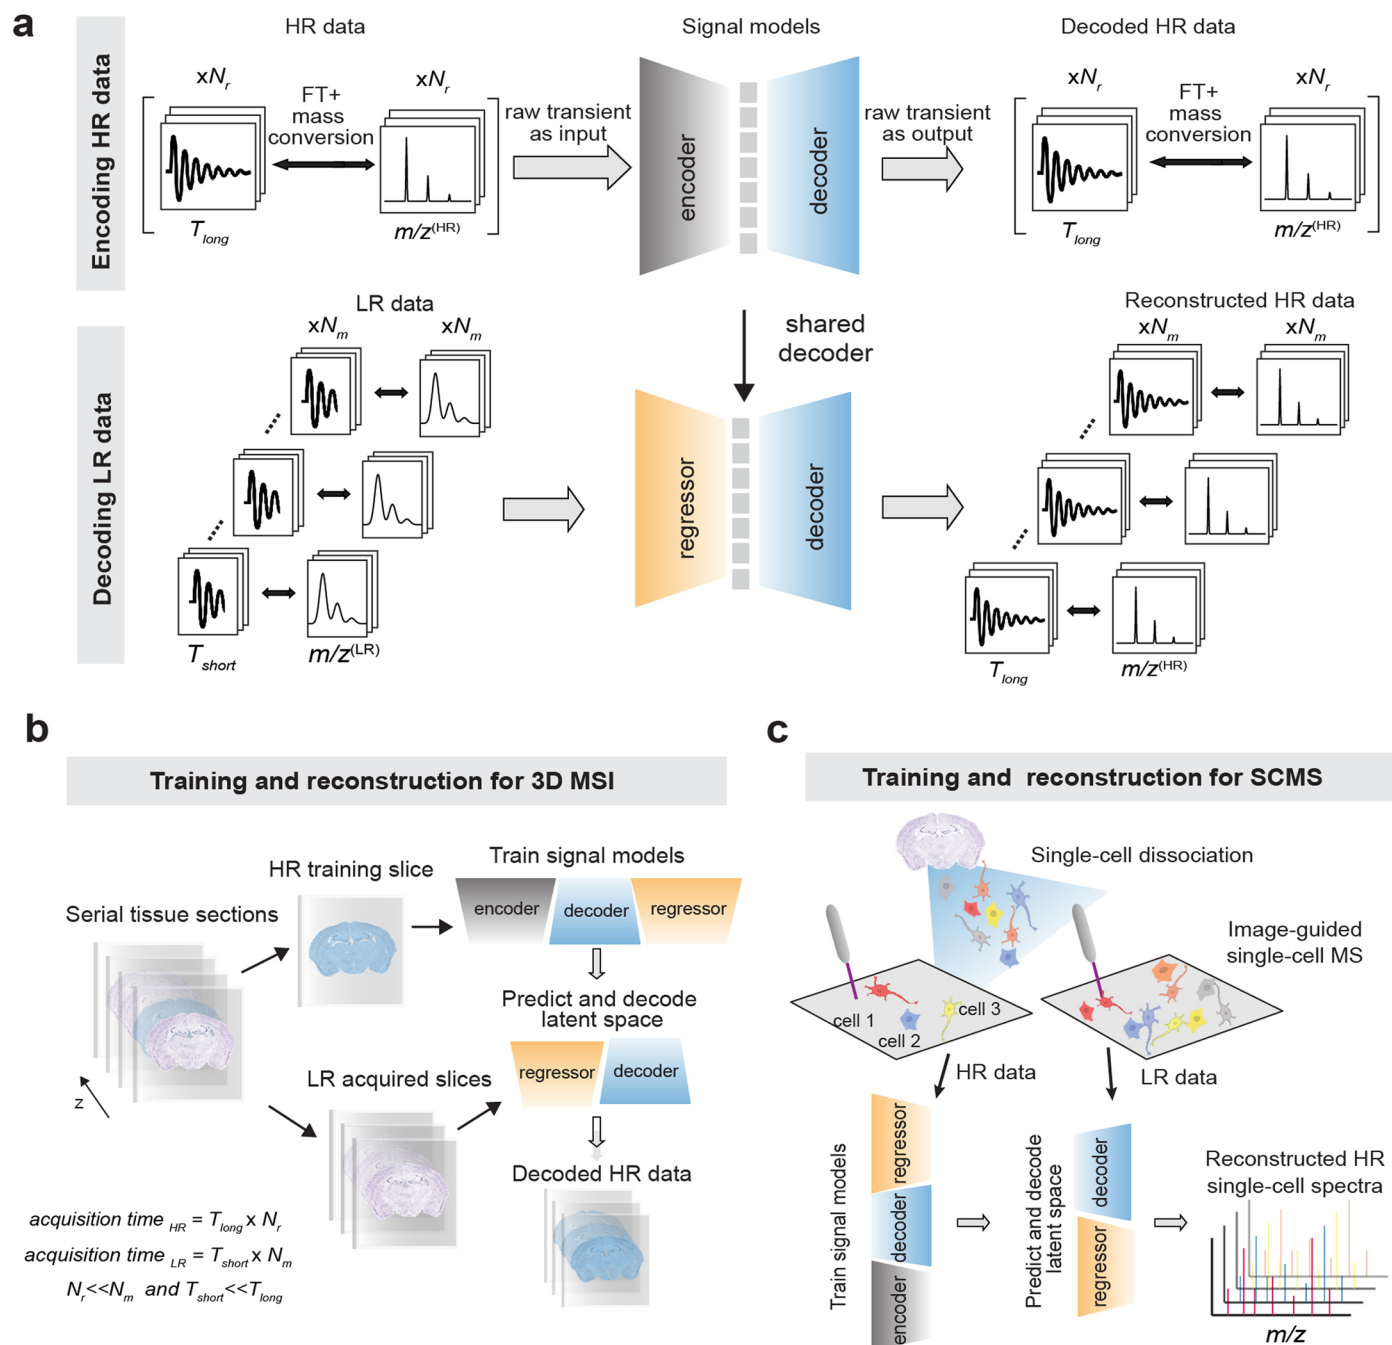 a
Encoding HR data
HR data
Signal models
Decoded HR data
xNr
xNr
FT+
mass
conversion
raw transient
as input
encoder
decoder
raw transient
as output
xNr
xNr
FT+
mass
conversion
Tlong
m/z(HR)
Tlong
m/z(HR)
Decoding LR data
LR data
xNm
xNm
shared
decoder
Reconstructed HR data
xNm
xNm
regressor
decoder
Tshort
m/z(LR)
Tlong
m/z(HR)
b
Training and reconstruction for 3D MSI
Serial tissue sections
HR training slice
Train signal models
encoder
decoder
regressor
Predict and decode
latent space
regressor
decoder
z
LR acquired slices
Decoded HR data
acquisition time HR = Tlong x Nr
acquisition time LR = Tshort x Nm
Nr<<Nm and Tshort<<Tlong
c
Training and reconstruction for SCMS
Single-cell dissociation
Image-guided
single-cell MS
cell 1
cell 2
cell 3
HR data
LR data
Train signal models
regressor
decoder
encoder
Predict and decode
latent space
decoder
regressor
Reconstructed HR
single-cell spectra
m/z